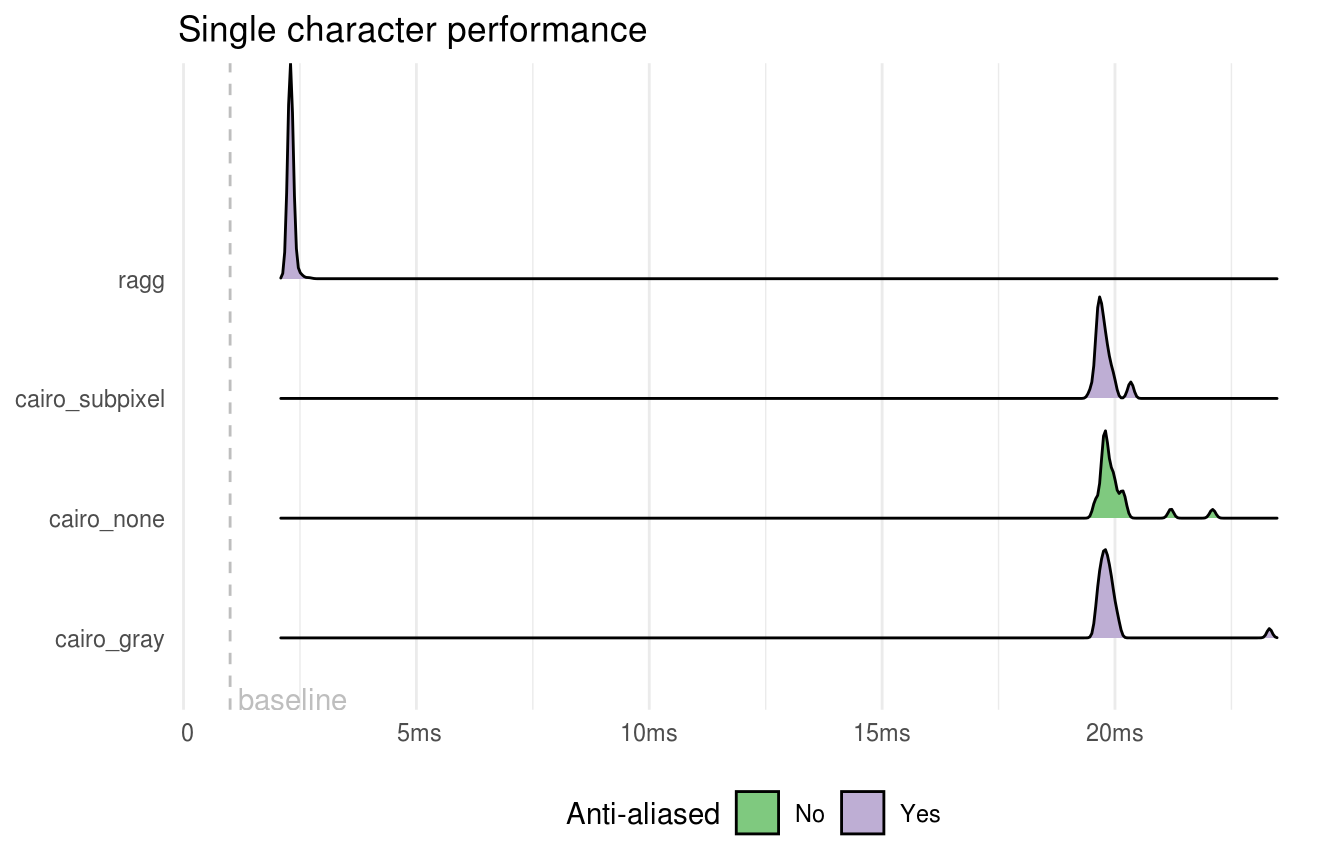 Single character performance
ragg
cairo_subpixel
cairo_none
cairo_gray
baseline
0 5ms 10ms 15ms 20ms
Anti-aliased No Yes